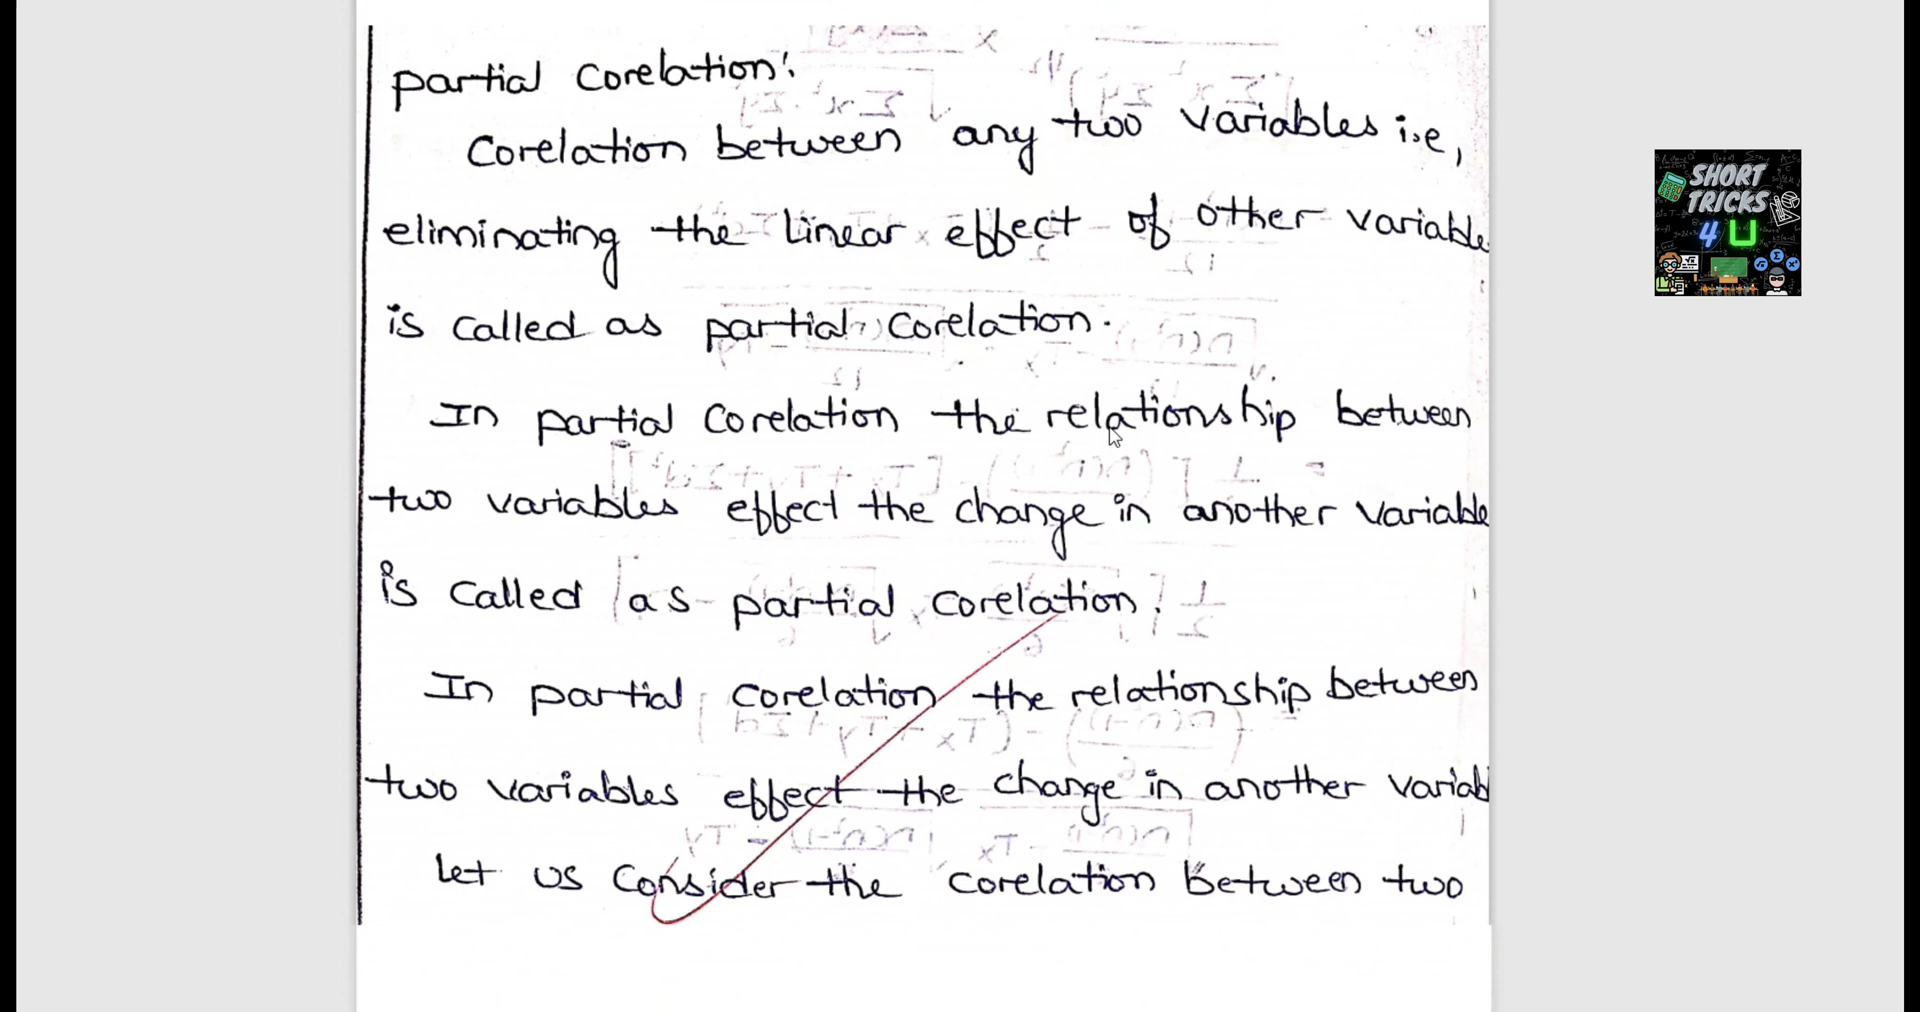 partial Corelation:
Corelation between any two variables i.e,
eliminating the linear effect of other variable
is called as partial corelation.
In partial corelation the relationship between
two variables effect the change in another variable
is called as partial corelation.
In partial corelation the relationship between
two variables effect the change in another variab
let us consider the corelation between two
SHORT
TRICKS
4 U